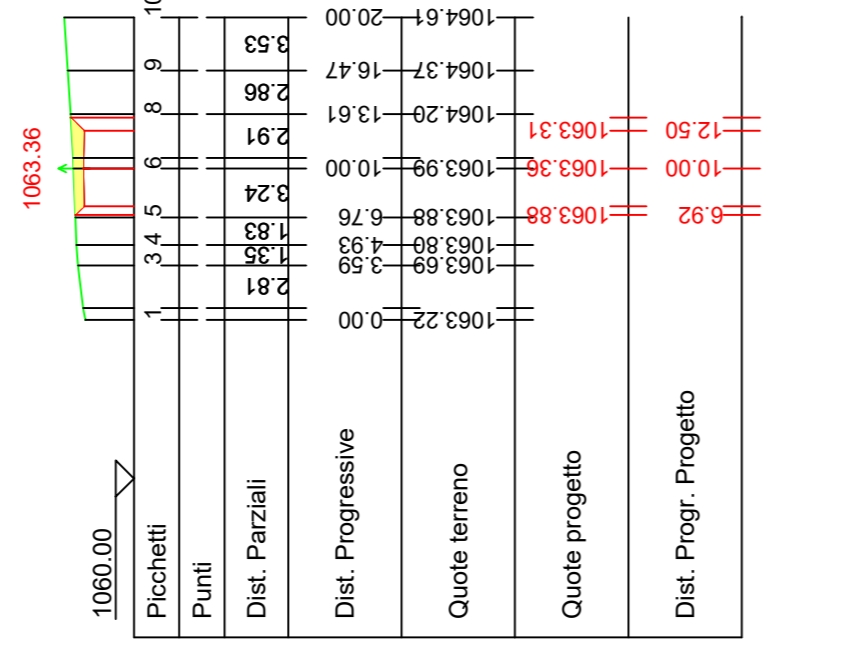 1063.36
1060.00
Picchetti 1 3 4 5 6 8 9 10
Punti
Dist. Parziali 2.81 1.35 1.83 3.24 2.91 2.86 3.53
Dist. Progressive 0.00 3.59 4.93 6.76 10.00 13.61 16.47 20.00
Quote terreno 1063.22 1063.69 1063.80 1063.88 1063.99 1064.20 1064.37 1064.61
Quote progetto 1063.88 1063.36 1063.31
Dist. Progr. Progetto 6.92 10.00 12.50